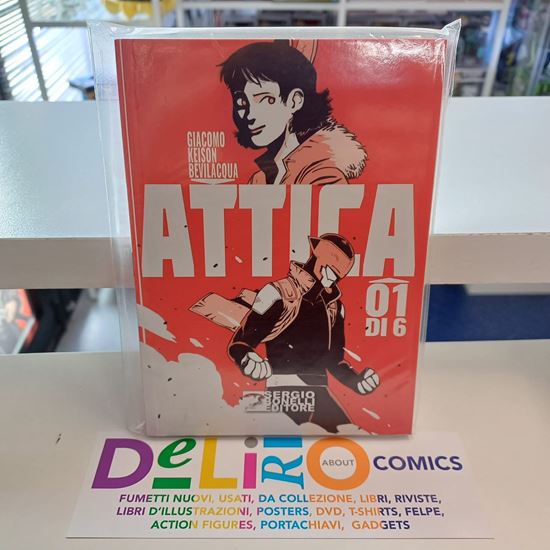 GIACOMO
KEISON
BEVILACQUA
ATTICA
01
DI 6
SERGIO
BONELLI
EDITORE
DeLiRiO ABOUT COMICS
FUMETTI NUOVI, USATI, DA COLLEZIONE, LIBRI, RIVISTE,
LIBRI D'ILLUSTRAZIONI, POSTERS, DVD, T-SHIRTS, FELPE,
ACTION FIGURES, PORTACHIAVI, GADGETS